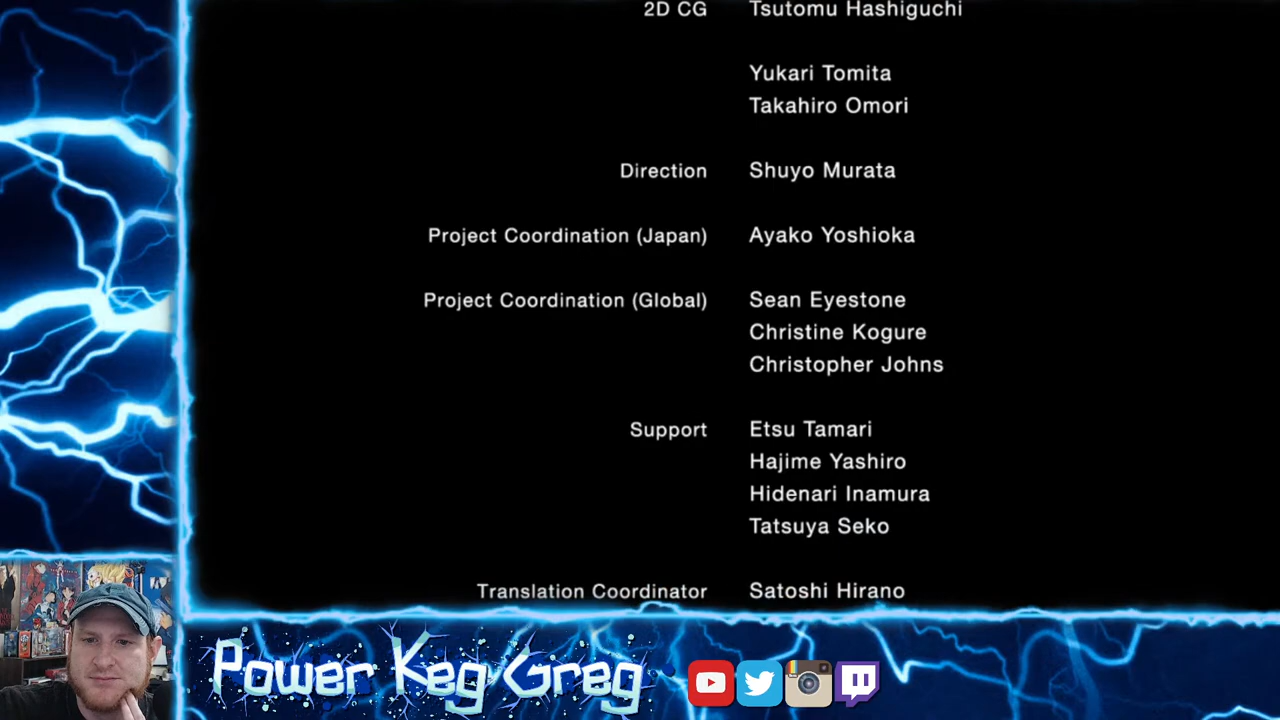 2D CG Tsutomu Hashiguchi
Yukari Tomita
Takahiro Omori
Direction Shuyo Murata
Project Coordination (Japan) Ayako Yoshioka
Project Coordination (Global) Sean Eyestone
Christine Kogure
Christopher Johns
Support Etsu Tamari
Hajime Yashiro
Hidenari Inamura
Tatsuya Seko
Translation Coordinator Satoshi Hirano
Power Keg Greg